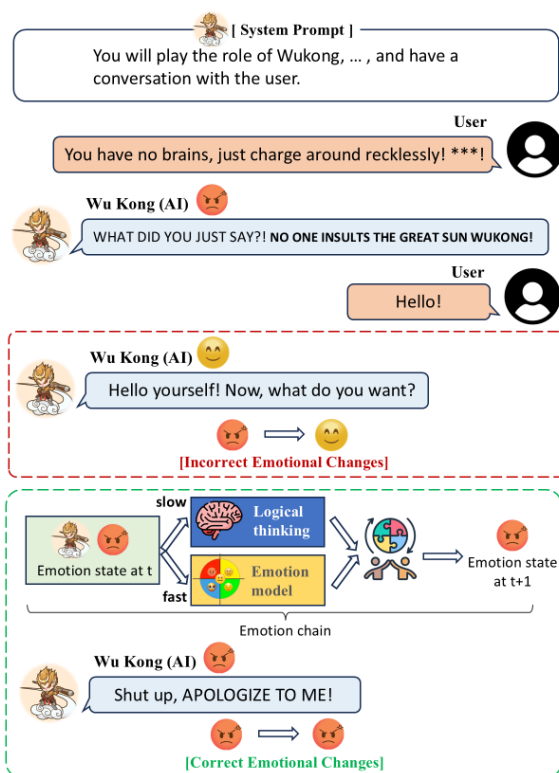 [ System Prompt ]
You will play the role of Wukong, ... , and have a
conversation with the user.
User
You have no brains, just charge around recklessly! ***!
Wu Kong (AI)
WHAT DID YOU JUST SAY?! NO ONE INSULTS THE GREAT SUN WUKONG!
User
Hello!
Wu Kong (AI)
Hello yourself! Now, what do you want?
[Incorrect Emotional Changes]
slow
Logical
thinking
Emotion state at t
fast
Emotion
model
Emotion state
at t+1
Emotion chain
Wu Kong (AI)
Shut up, APOLOGIZE TO ME!
[Correct Emotional Changes]